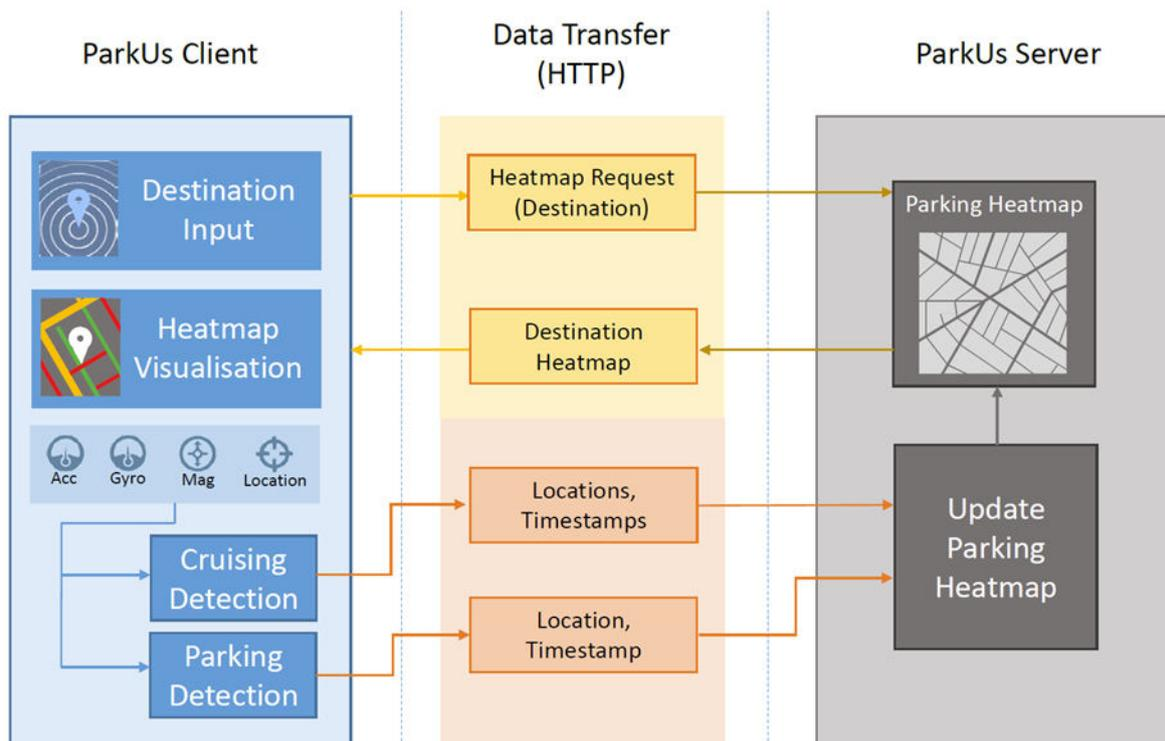 ParkUs Client
Data Transfer
(HTTP)
ParkUs Server
Destination
Input
Heatmap Request
(Destination)
Parking Heatmap
Heatmap
Visualisation
Destination
Heatmap
Acc
Gyro
Mag
Location
Locations,
Timestamps
Update
Parking
Heatmap
Cruising
Detection
Location,
Timestamp
Parking
Detection